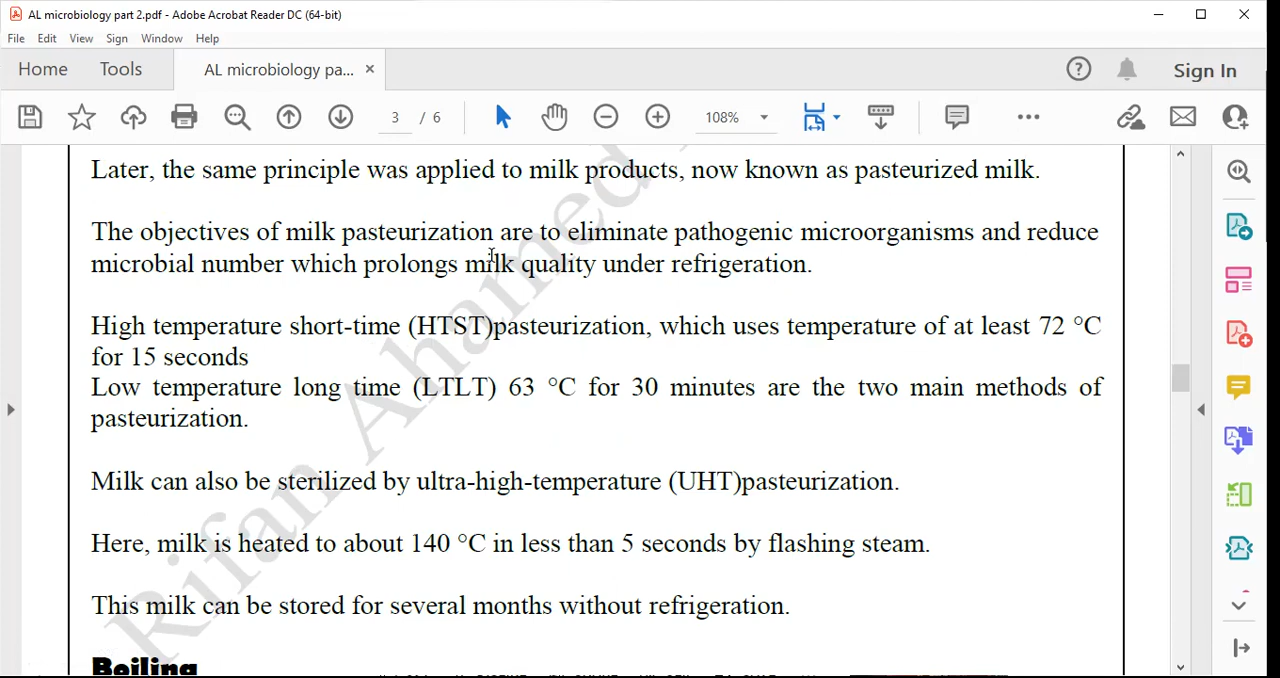 AL microbiology part 2.pdf - Adobe Acrobat Reader DC (64-bit)
File Edit View Sign Window Help
Home Tools AL microbiology pa... × Sign In
3 / 6 108%
Later, the same principle was applied to milk products, now known as pasteurized milk.
The objectives of milk pasteurization are to eliminate pathogenic microorganisms and reduce
microbial number which prolongs milk quality under refrigeration.
High temperature short-time (HTST)pasteurization, which uses temperature of at least 72 °C
for 15 seconds
Low temperature long time (LTLT) 63 °C for 30 minutes are the two main methods of
pasteurization.
Milk can also be sterilized by ultra-high-temperature (UHT)pasteurization.
Here, milk is heated to about 140 °C in less than 5 seconds by flashing steam.
This milk can be stored for several months without refrigeration.
Boiling
Rifan Ahamed